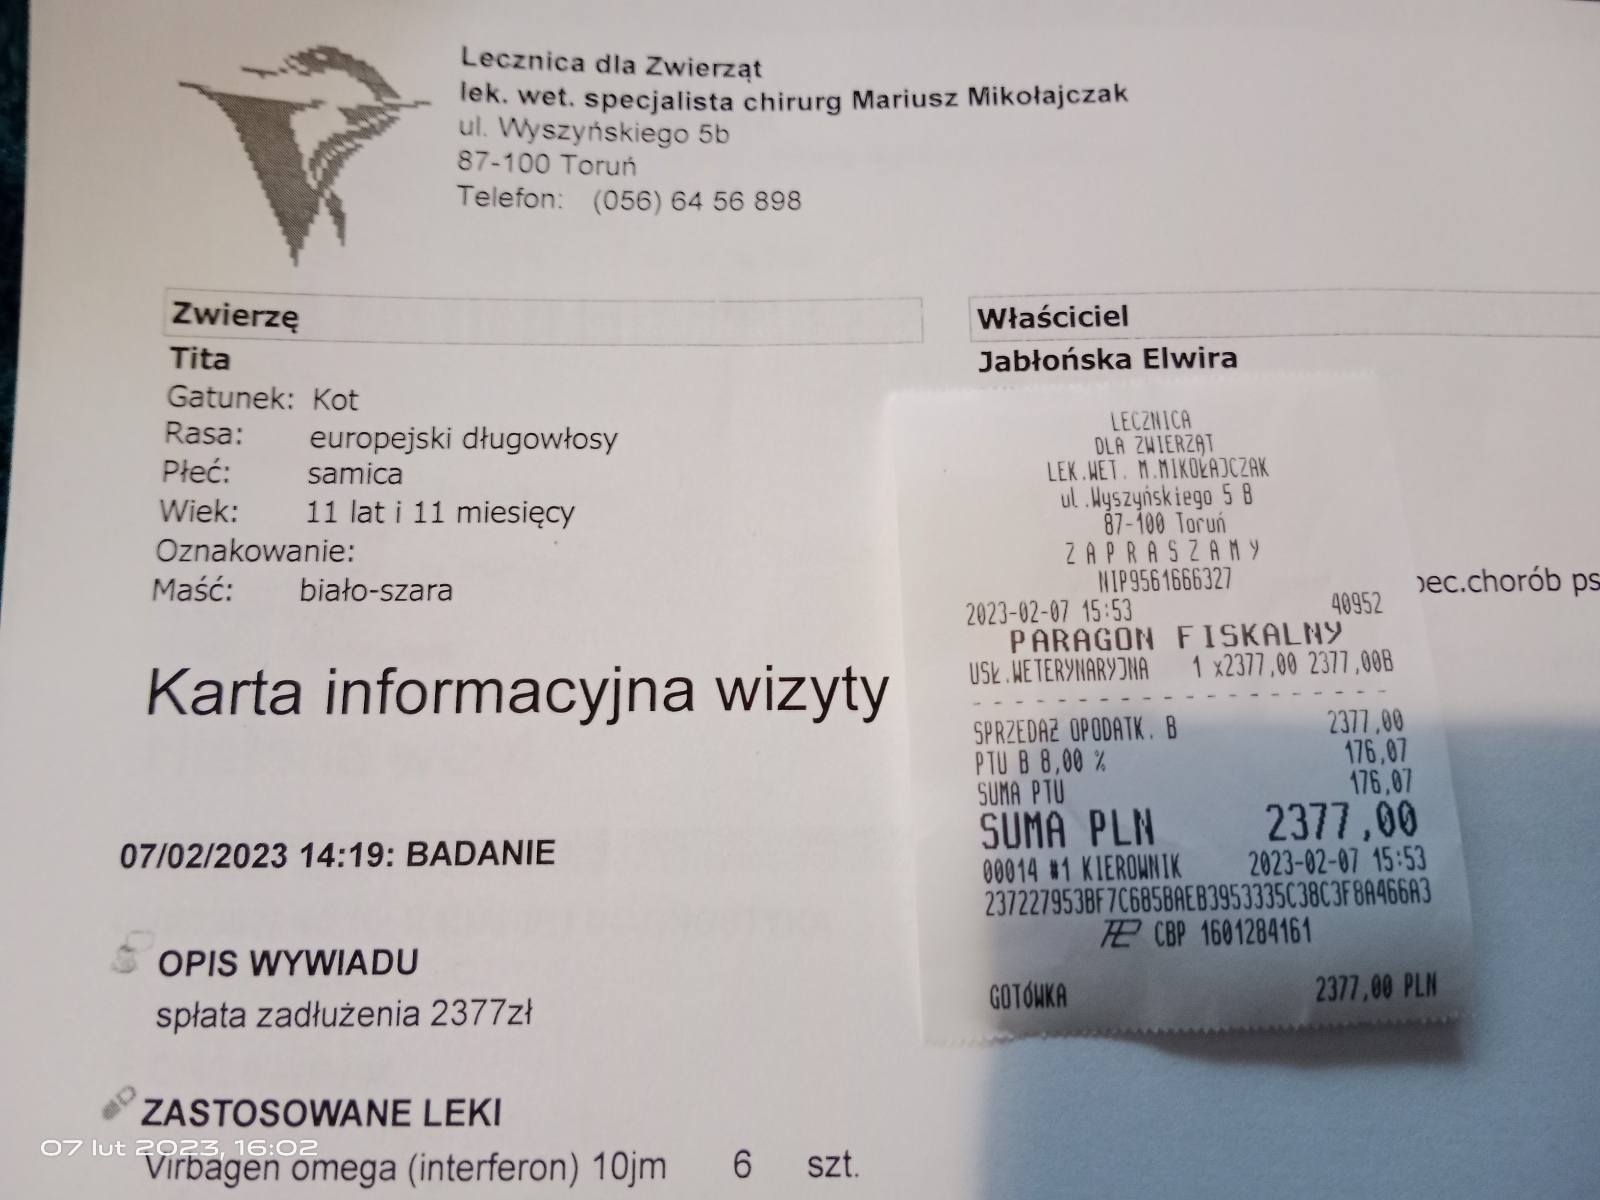 Lecznica dla Zwierząt
lek. wet. specjalista chirurg Mariusz Mikołajczak
ul. Wyszyńskiego 5b
87-100 Toruń
Telefon: (056) 64 56 898
Zwierzę
Tita
Gatunek: Kot
Rasa: europejski długowłosy
Płeć: samica
Wiek: 11 lat i 11 miesięcy
Oznakowanie:
Maść: biało-szara
Właściciel
Jabłońska Elwira
pec.chorób ps
LECZNICA
DLA ZWIERZĄT
LEK.WET. M.MIKOŁAJCZAK
ul.Wyszyńskiego 5 B
87-100 Toruń
Z A P R A S Z A M Y
NIP9561666327
2023-02-07 15:53 40952
PARAGON FISKALNY
USŁ.WETERYNARYJNA 1 x2377,00 2377,00B
SPRZEDAŻ OPODATK. B 2377,00
PTU B 8,00 % 176,07
SUMA PTU 176,07
SUMA PLN 2377,00
00014 #1 KIEROWNIK 2023-02-07 15:53
237227953BF7C685BAEB3953335C38C3F8A466A3
CBP 1601284161
GOTÓWKA 2377,00 PLN
Karta informacyjna wizyty
07/02/2023 14:19: BADANIE
OPIS WYWIADU
spłata zadłużenia 2377zł
ZASTOSOWANE LEKI
Virbagen omega (interferon) 10jm 6 szt.
07 lut 2023, 16:02